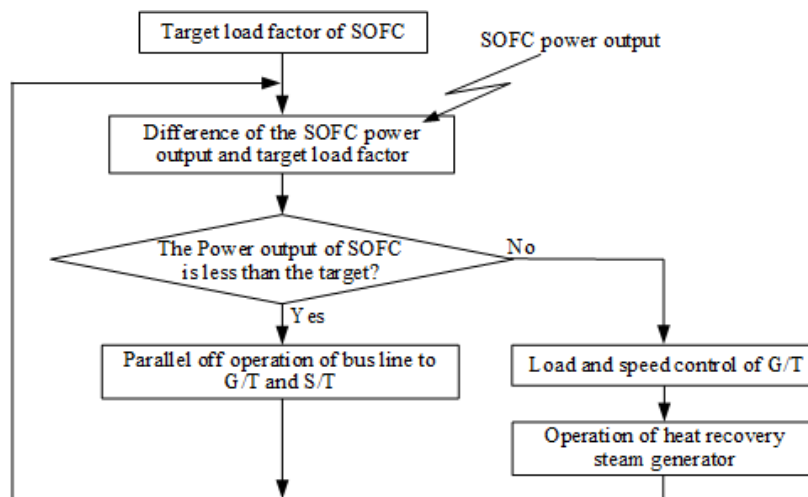 Target load factor of SOFC
SOFC power output
Difference of the SOFC power
output and target load factor
The Power output of SOFC
is less than the target?
No
Yes
Parallel off operation of bus line to
G/T and S/T
Load and speed control of G/T
Operation of heat recovery
steam generator